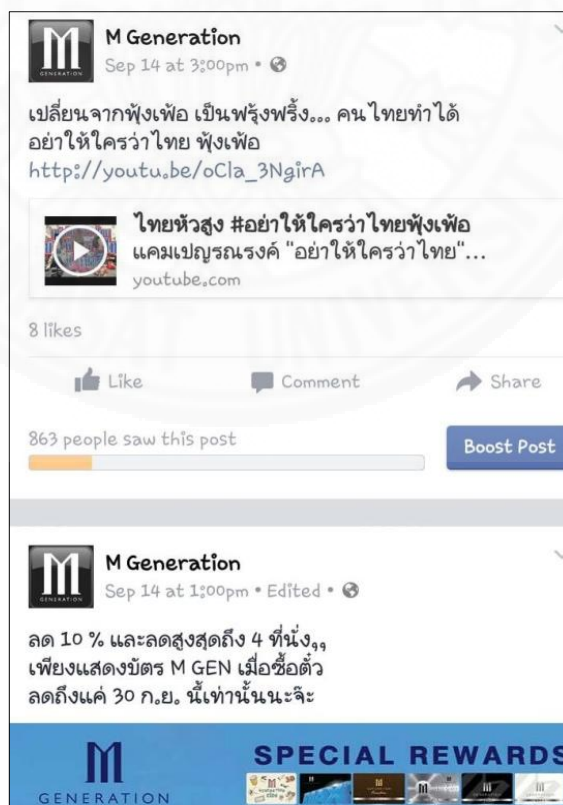 M
GENERATION
M Generation
Sep 14 at 3:00pm •
เปลี่ยนจากฟุ้งเฟ้อ เป็นฟรุ้งฟริ้ง... คนไทยทำได้
อย่าให้ใครว่าไทย ฟุ้งเฟ้อ
http://youtu.be/oCla_3NgirA
ไทยหัวสูง #อย่าให้ใครว่าไทยฟุ้งเฟ้อ
แคมเปญรณรงค์ "อย่าให้ใครว่าไทย"...
youtube.com
8 likes
Like Comment Share
863 people saw this post
Boost Post
M
GENERATION
M Generation
Sep 14 at 1:00pm • Edited •
ลด 10 % และลดสูงสุดถึง 4 ที่นั่ง,,
เพียงแสดงบัตร M GEN เมื่อซื้อตั๋ว
ลดถึงแค่ 30 ก.ย. นี้เท่านั้นนะจ๊ะ
M
GENERATION
SPECIAL REWARDS